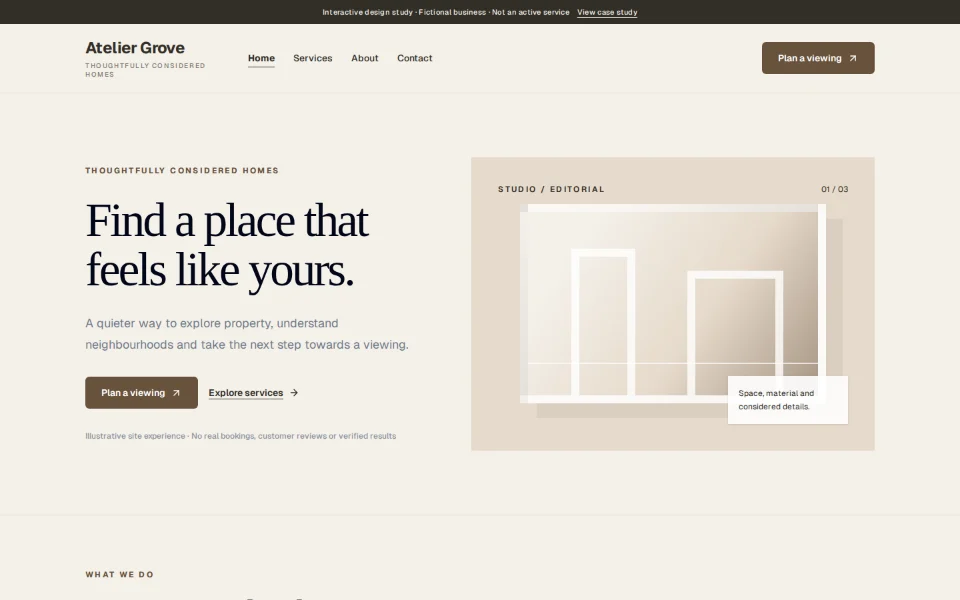 Interactive design study · Fictional business · Not an active service View case study
Atelier Grove
THOUGHTFULLY CONSIDERED
HOMES
Home Services About Contact
Plan a viewing
THOUGHTFULLY CONSIDERED HOMES
Find a place that
feels like yours.
A quieter way to explore property, understand
neighbourhoods and take the next step towards a viewing.
Plan a viewing Explore services
Illustrative site experience · No real bookings, customer reviews or verified results
STUDIO / EDITORIAL 01 / 03
Space, material and
considered details.
WHAT WE DO